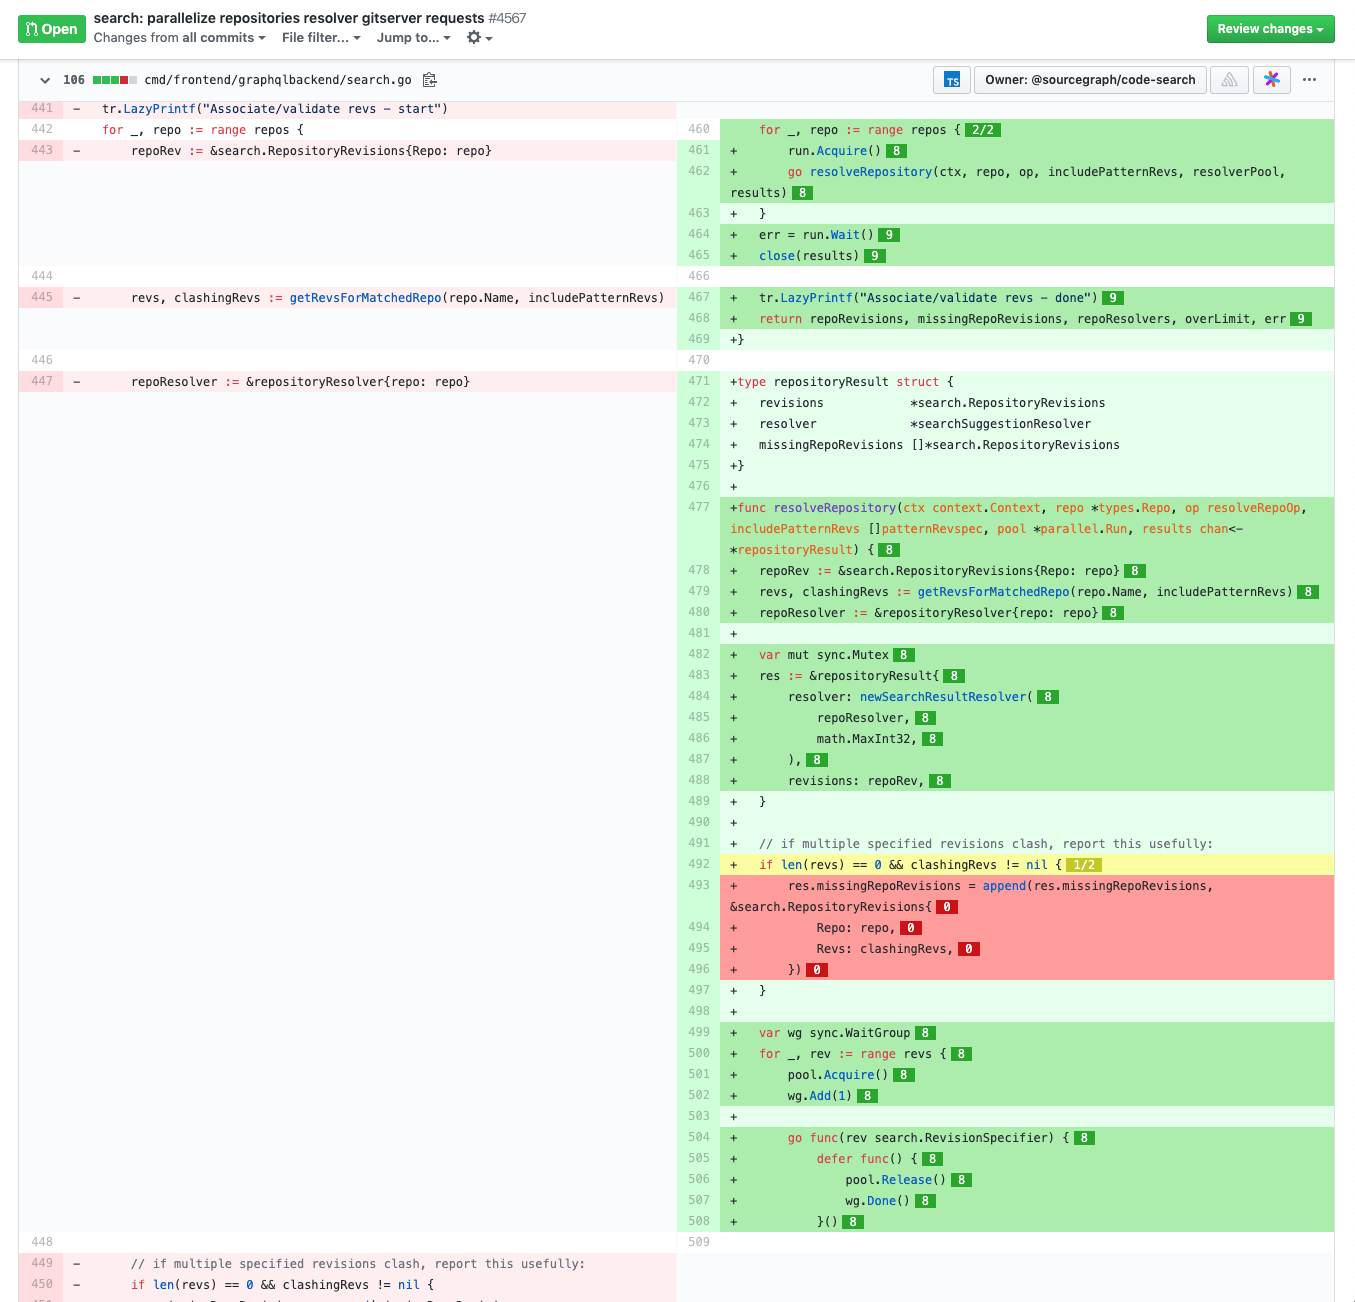 Open
search: parallelize repositories resolver gitserver requests #4567
Changes from all commits
File filter...
Jump to...
Review changes
106 cmd/frontend/graphqlbackend/search.go
TS
Owner: @sourcegraph/code-search
441 - tr.LazyPrintf("Associate/validate revs - start")
442 for _, repo := range repos {
460 for _, repo := range repos { 2/2
443 - repoRev := &search.RepositoryRevisions{Repo: repo}
461 + run.Acquire() 8
462 + go resolveRepository(ctx, repo, op, includePatternRevs, resolverPool,
results) 8
463 + }
464 + err = run.Wait() 9
465 + close(results) 9
444
466
445 - revs, clashingRevs := getRevsForMatchedRepo(repo.Name, includePatternRevs)
467 + tr.LazyPrintf("Associate/validate revs - done") 9
468 + return repoRevisions, missingRepoRevisions, repoResolvers, overLimit, err 9
469 +}
446
470
447 - repoResolver := &repositoryResolver{repo: repo}
471 +type repositoryResult struct {
472 + revisions *search.RepositoryRevisions
473 + resolver *searchSuggestionResolver
474 + missingRepoRevisions []*search.RepositoryRevisions
475 +}
476 +
477 +func resolveRepository(ctx context.Context, repo *types.Repo, op resolveRepoOp,
includePatternRevs []patternRevspec, pool *parallel.Run, results chan<-
*repositoryResult) { 8
478 + repoRev := &search.RepositoryRevisions{Repo: repo} 8
479 + revs, clashingRevs := getRevsForMatchedRepo(repo.Name, includePatternRevs) 8
480 + repoResolver := &repositoryResolver{repo: repo} 8
481 +
482 + var mut sync.Mutex 8
483 + res := &repositoryResult{ 8
484 + resolver: newSearchResultResolver( 8
485 + repoResolver, 8
486 + math.MaxInt32, 8
487 + ), 8
488 + revisions: repoRev, 8
489 + }
490 +
491 + // if multiple specified revisions clash, report this usefully:
492 + if len(revs) == 0 && clashingRevs != nil { 1/2
493 + res.missingRepoRevisions = append(res.missingRepoRevisions,
&search.RepositoryRevisions{ 0
494 + Repo: repo, 0
495 + Revs: clashingRevs, 0
496 + }) 0
497 + }
498 +
499 + var wg sync.WaitGroup 8
500 + for _, rev := range revs { 8
501 + pool.Acquire() 8
502 + wg.Add(1) 8
503 +
504 + go func(rev search.RevisionSpecifier) { 8
505 + defer func() { 8
506 + pool.Release() 8
507 + wg.Done() 8
508 + }() 8
448
509
449 - // if multiple specified revisions clash, report this usefully:
450 - if len(revs) == 0 && clashingRevs != nil {